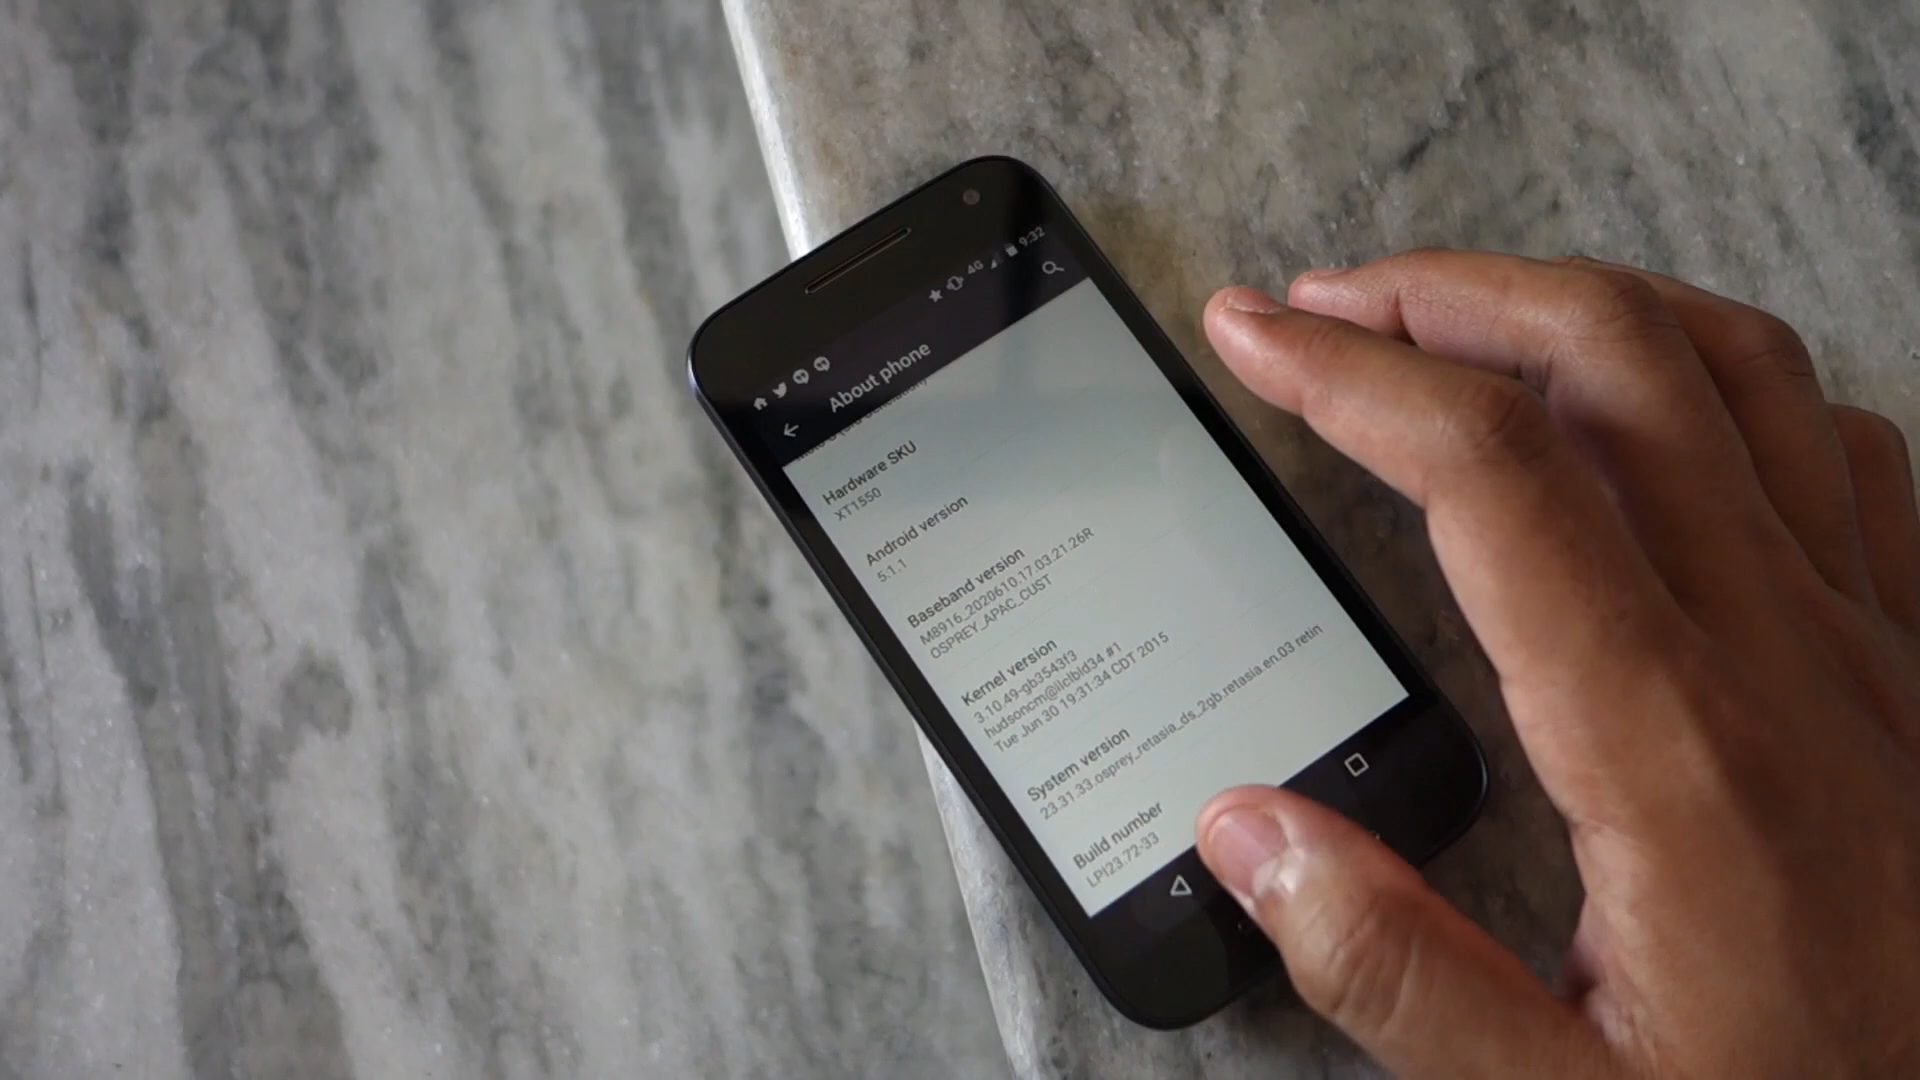 9:32
4G
About phone
Hardware SKU
XT1550
Android version
5.1.1
Baseband version
M8916_2020610.17.03.21.26R
OSPREY_APAC_CUST
Kernel version
3.10.49-gb3543f3
hudsoncm@ilclbld34 #1
Tue Jun 30 19:31:34 CDT 2015
System version
23.31.33.osprey_retasia_ds_2gb.retasia.en.03 retin
Build number
LPI23.72-33